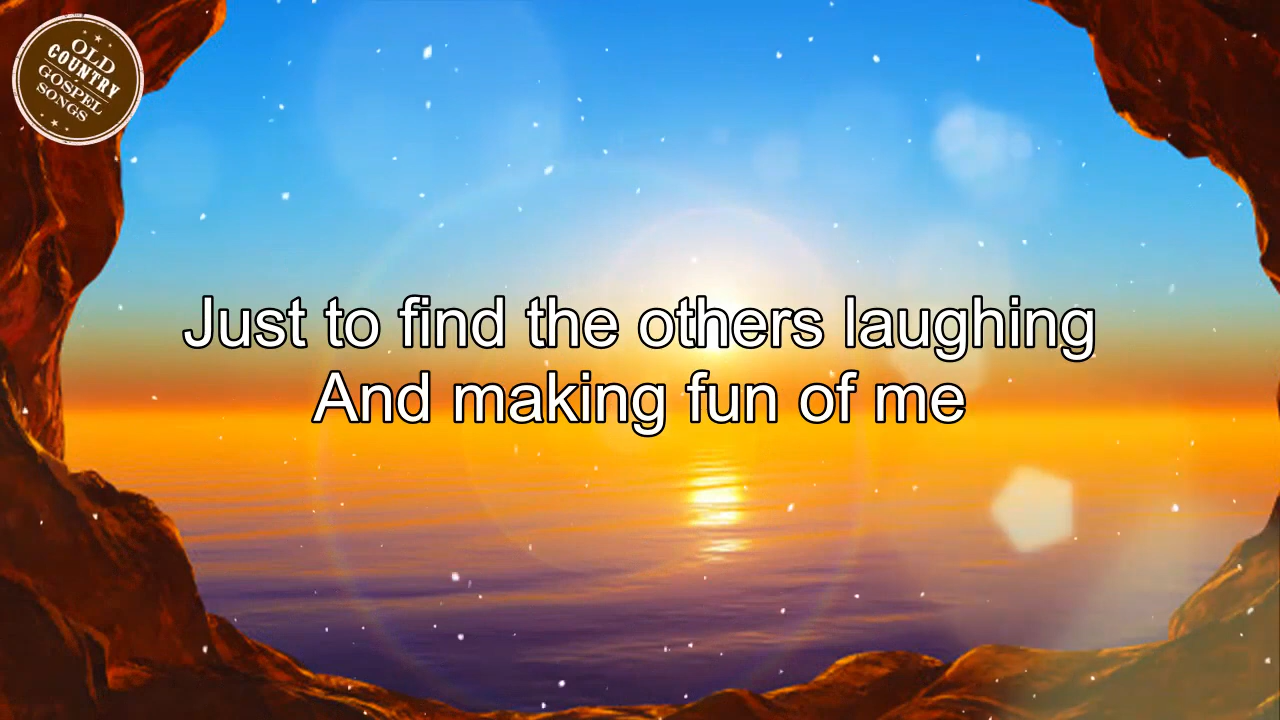 OLD
COUNTRY
GOSPEL
SONGS
Just to find the others laughing
And making fun of me